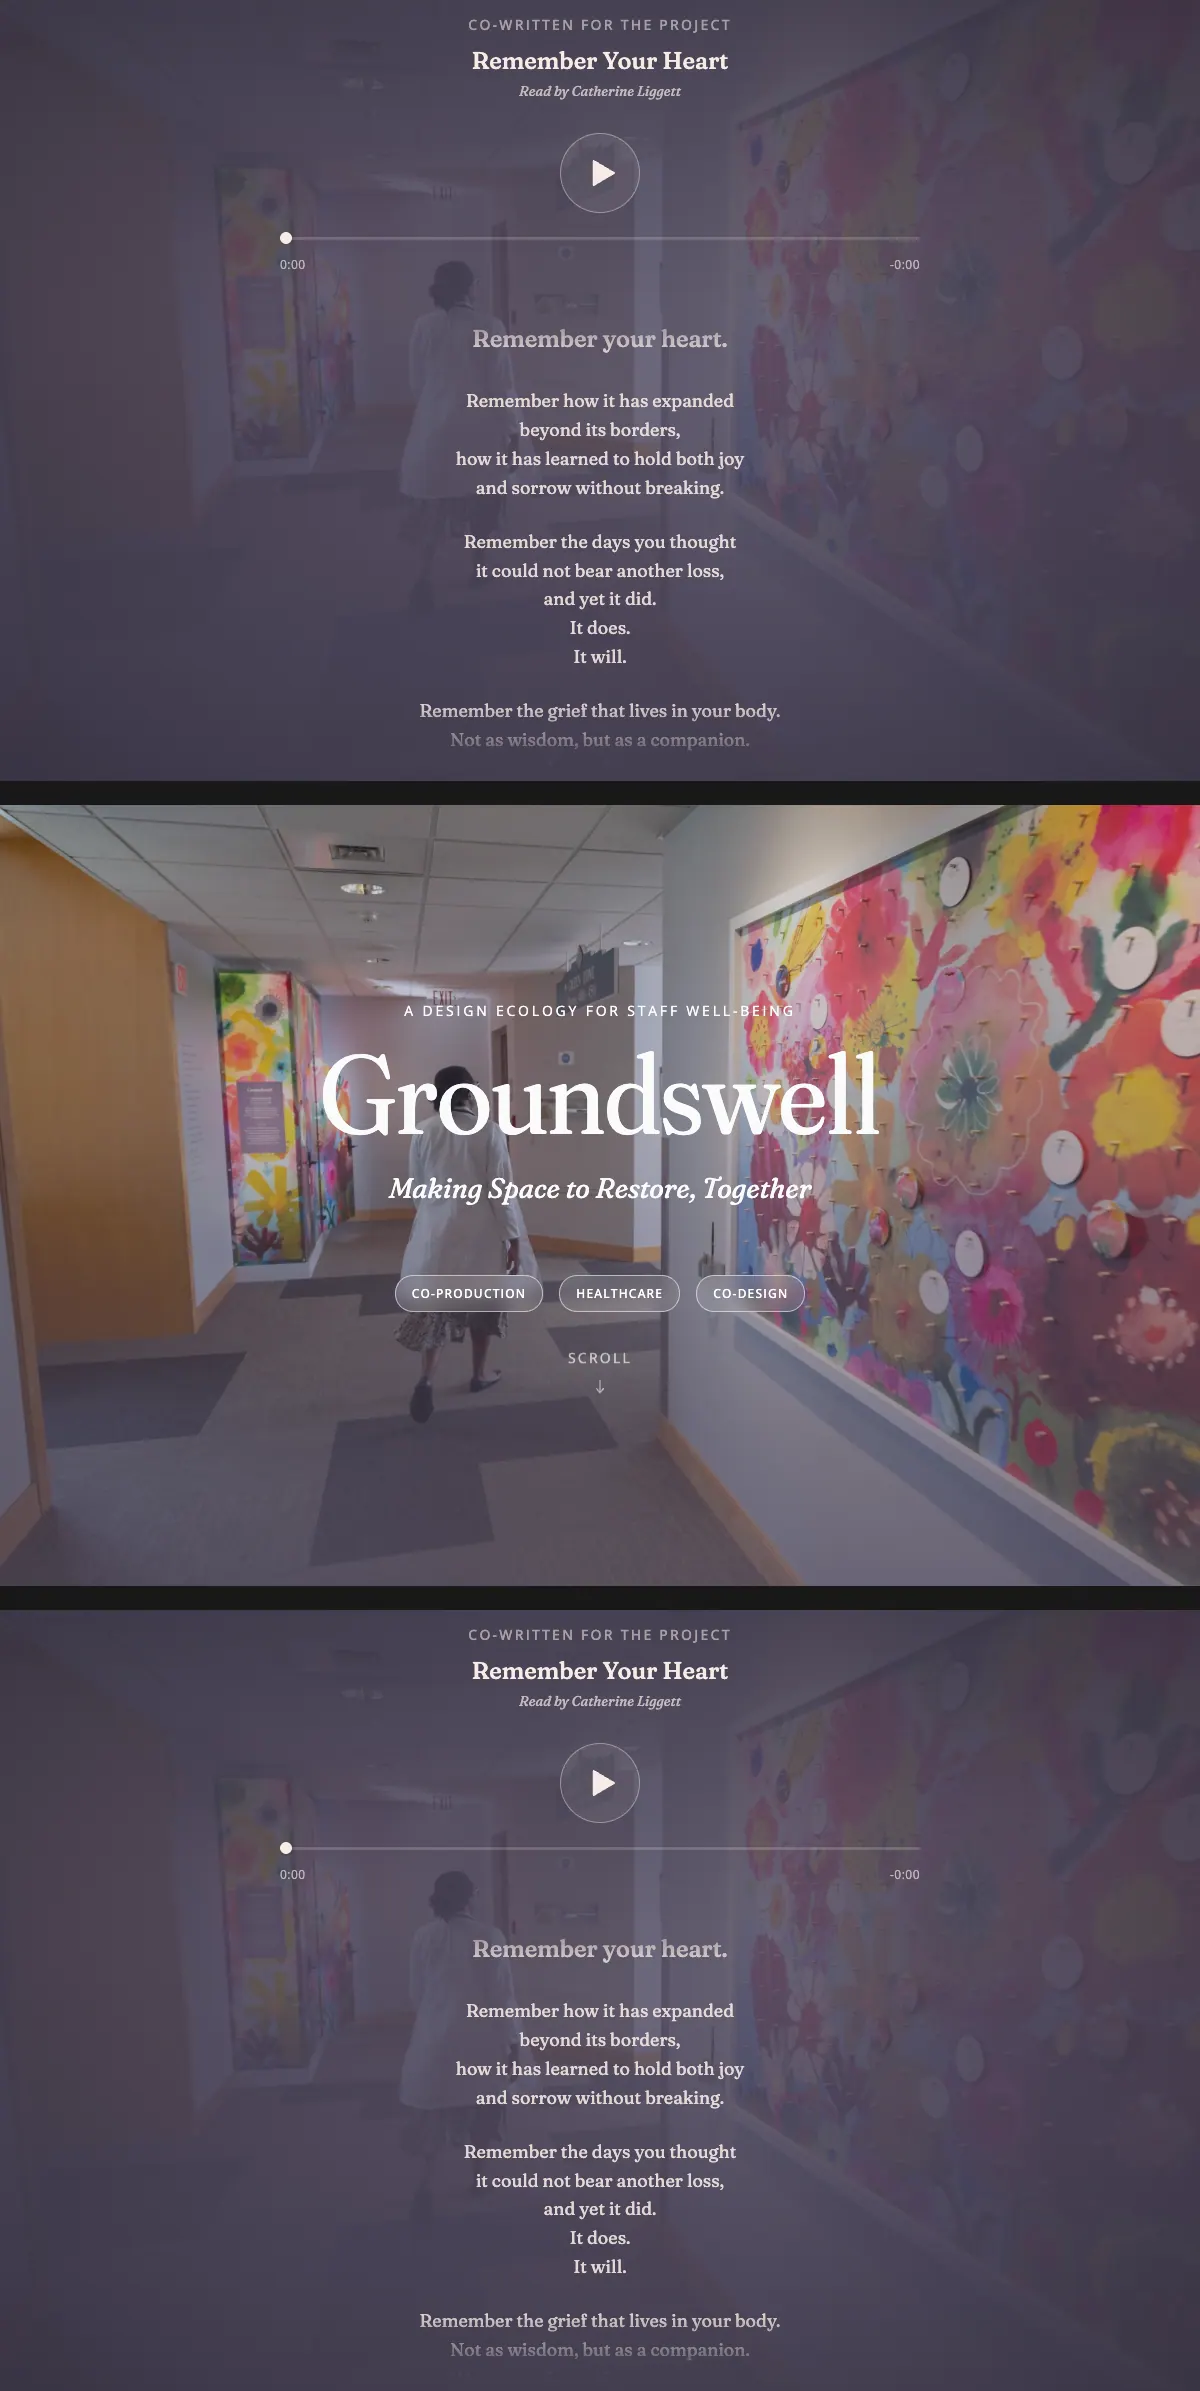 CO-WRITTEN FOR THE PROJECT
Remember Your Heart
Read by Catherine Liggett
0:00
-0:00
Remember your heart.
Remember how it has expanded
beyond its borders,
how it has learned to hold both joy
and sorrow without breaking.
Remember the days you thought
it could not bear another loss,
and yet it did.
It does.
It will.
Remember the grief that lives in your body.
Not as wisdom, but as a companion.
EXIT
A DESIGN ECOLOGY FOR STAFF WELL-BEING
Groundswell
Making Space to Restore, Together
CO-PRODUCTION
HEALTHCARE
CO-DESIGN
SCROLL
CO-WRITTEN FOR THE PROJECT
Remember Your Heart
Read by Catherine Liggett
0:00
-0:00
Remember your heart.
Remember how it has expanded
beyond its borders,
how it has learned to hold both joy
and sorrow without breaking.
Remember the days you thought
it could not bear another loss,
and yet it did.
It does.
It will.
Remember the grief that lives in your body.
Not as wisdom, but as a companion.